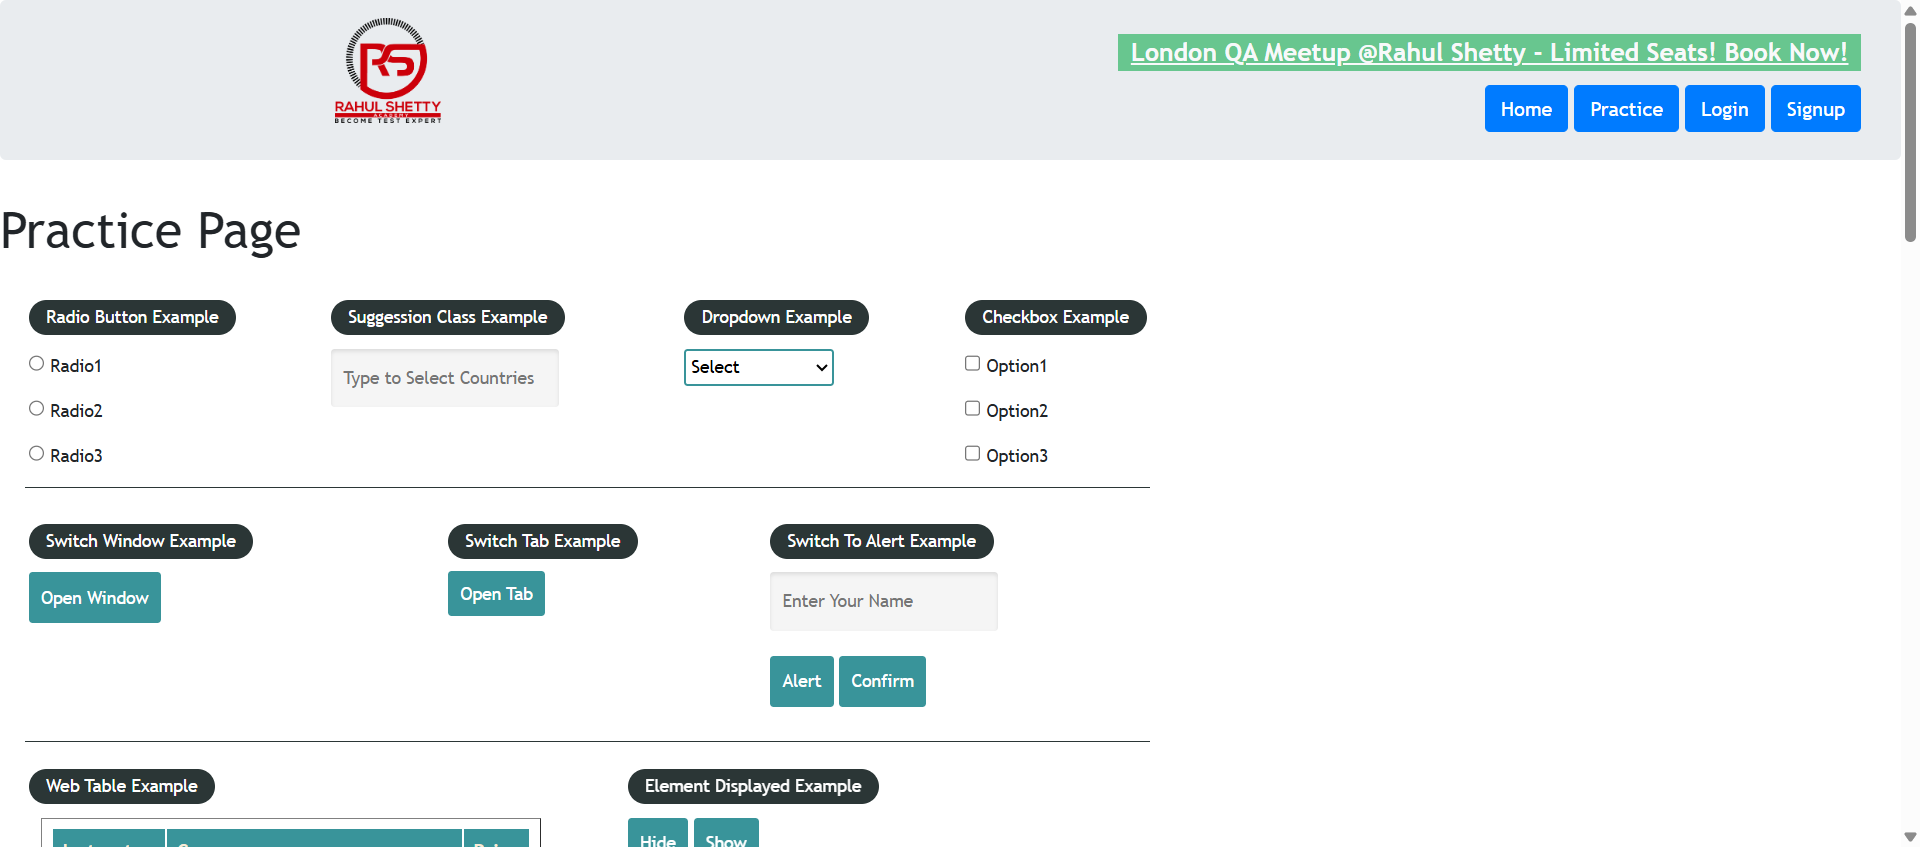 RAHUL SHETTY
ACADEMY
BECOME TEST EXPERT
London QA Meetup @Rahul Shetty - Limited Seats! Book Now!
Home Practice Login Signup
Practice Page
Radio Button Example
Radio1
Radio2
Radio3
Suggession Class Example
Type to Select Countries
Dropdown Example
Select
Checkbox Example
Option1
Option2
Option3
Switch Window Example
Open Window
Switch Tab Example
Open Tab
Switch To Alert Example
Enter Your Name
Alert Confirm
Web Table Example
Element Displayed Example
Hide Show